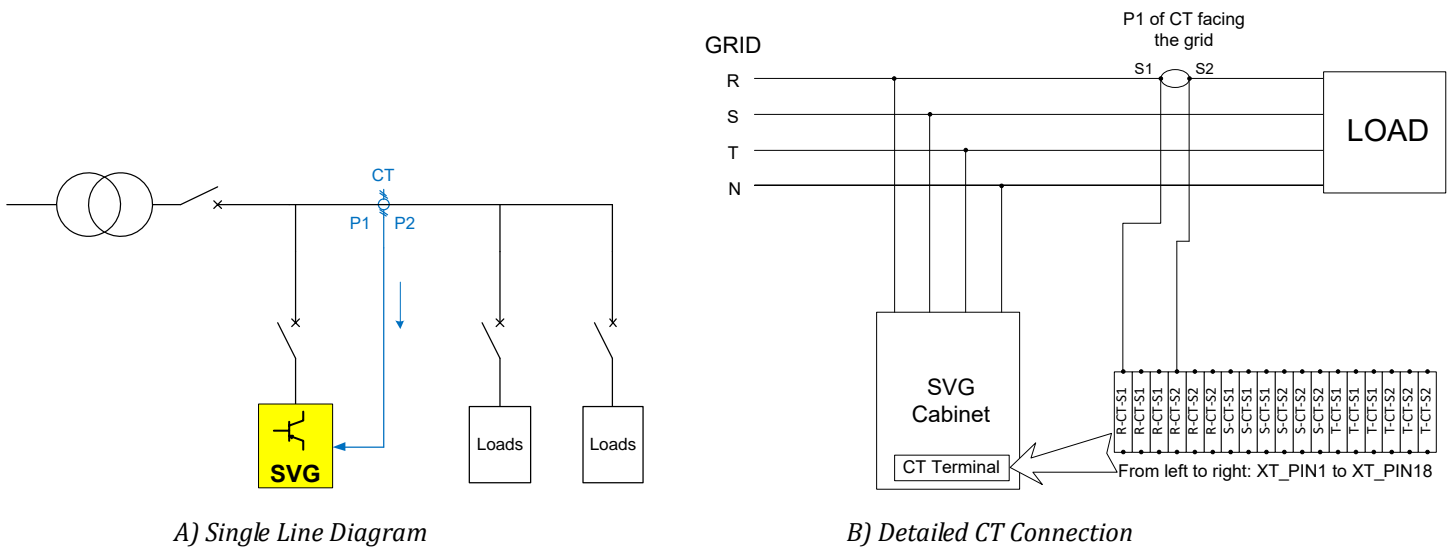 CT
P1
P2
SVG
Loads
Loads
A) Single Line Diagram
P1 of CT facing
the grid
GRID
S1
S2
R
S
T
N
LOAD
SVG
Cabinet
CT Terminal
R-CT-S1
R-CT-S1
R-CT-S1
R-CT-S2
R-CT-S2
R-CT-S2
S-CT-S1
S-CT-S1
S-CT-S1
S-CT-S2
S-CT-S2
S-CT-S2
T-CT-S1
T-CT-S1
T-CT-S1
T-CT-S2
T-CT-S2
T-CT-S2
From left to right: XT_PIN1 to XT_PIN18
B) Detailed CT Connection